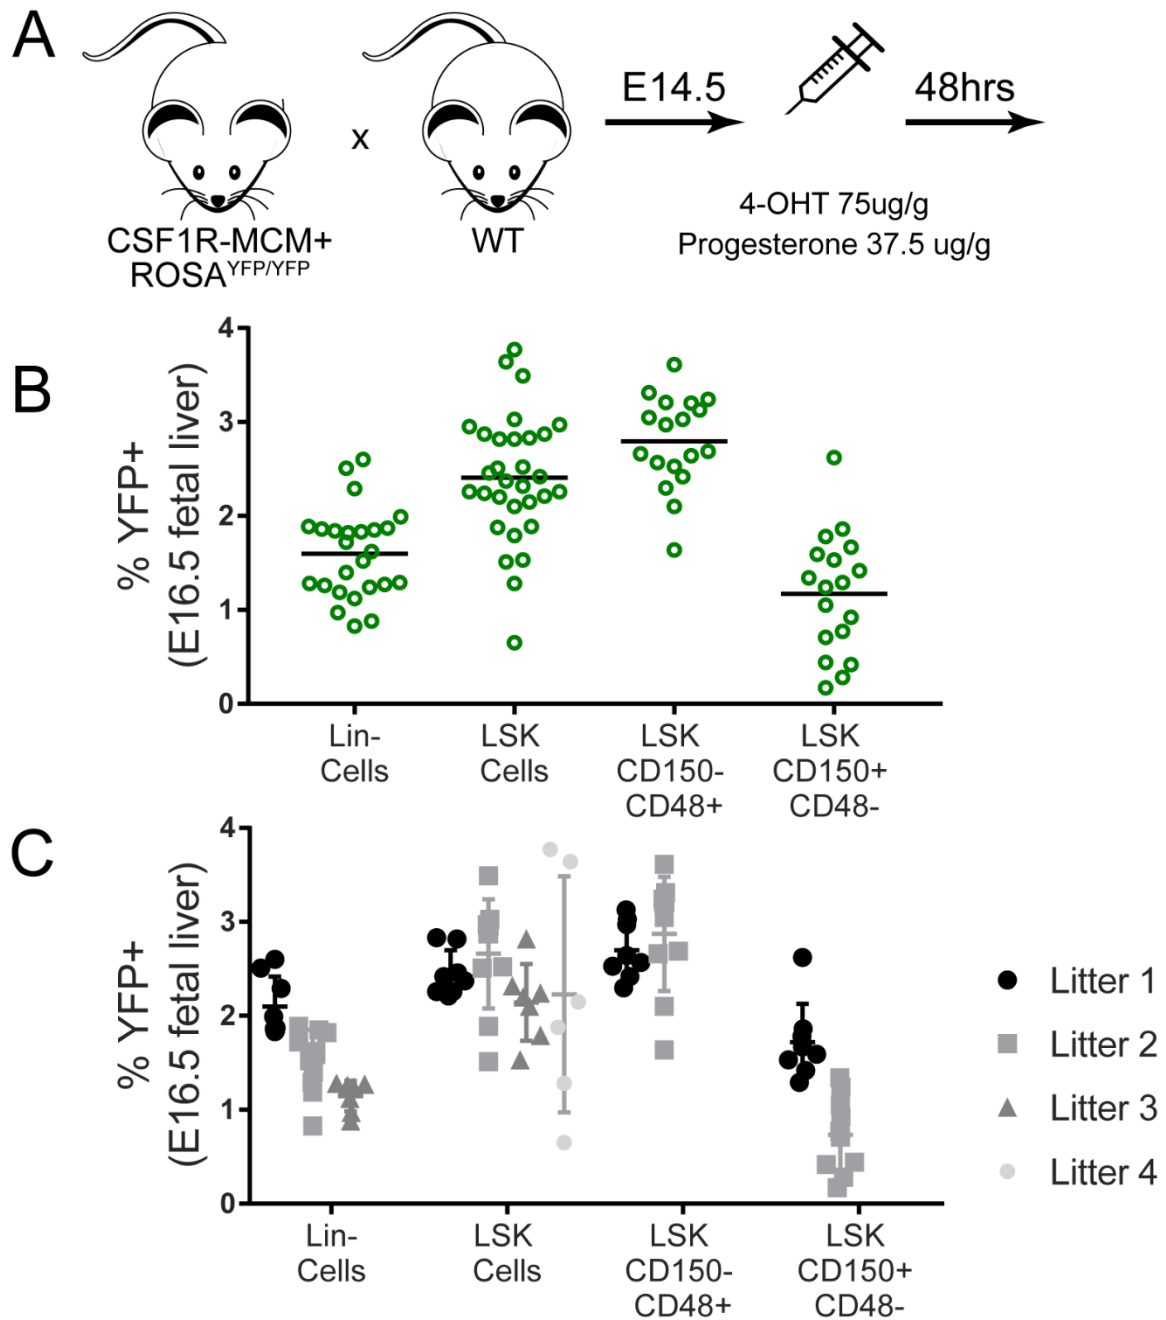 A
x
E14.5
48hrs
CSF1R-MCM+
ROSA^YFP/YFP
WT
4-OHT 75ug/g
Progesterone 37.5 ug/g
B
% YFP+
(E16.5 fetal liver)
4
3
2
1
0
Lin-
Cells
LSK
Cells
LSK
CD150-
CD48+
LSK
CD150+
CD48-
C
% YFP+
(E16.5 fetal liver)
4
3
2
1
0
Lin-
Cells
LSK
Cells
LSK
CD150-
CD48+
LSK
CD150+
CD48-
Litter 1
Litter 2
Litter 3
Litter 4